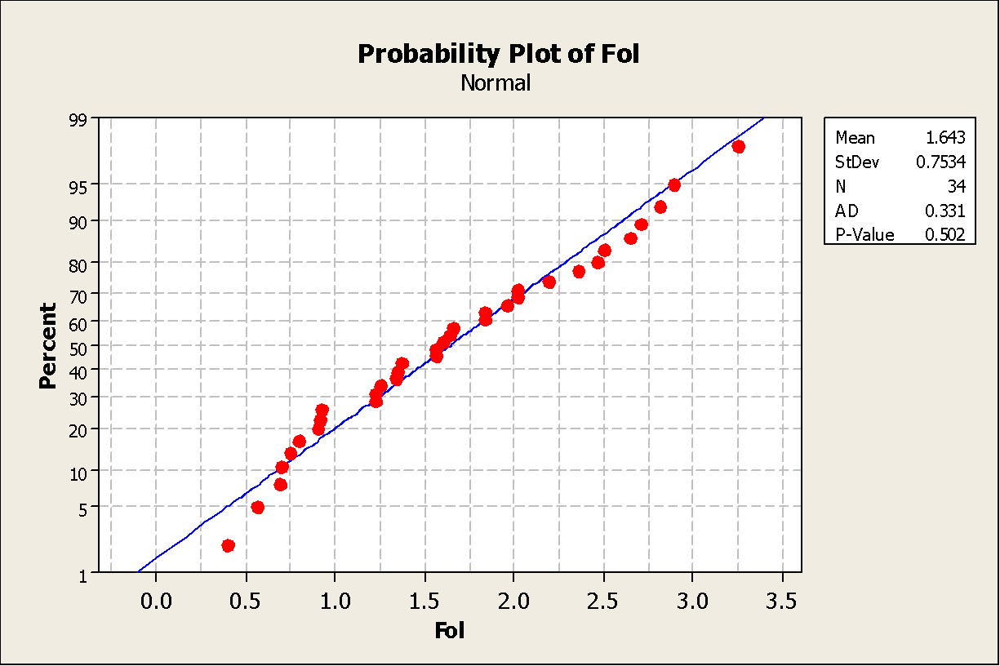 Probability Plot of Fol
Normal
99
95
90
80
70
60
50
40
30
20
10
5
1
Percent
0.0 0.5 1.0 1.5 2.0 2.5 3.0 3.5
Fol
Mean 1.643
StDev 0.7534
N 34
AD 0.331
P-Value 0.502